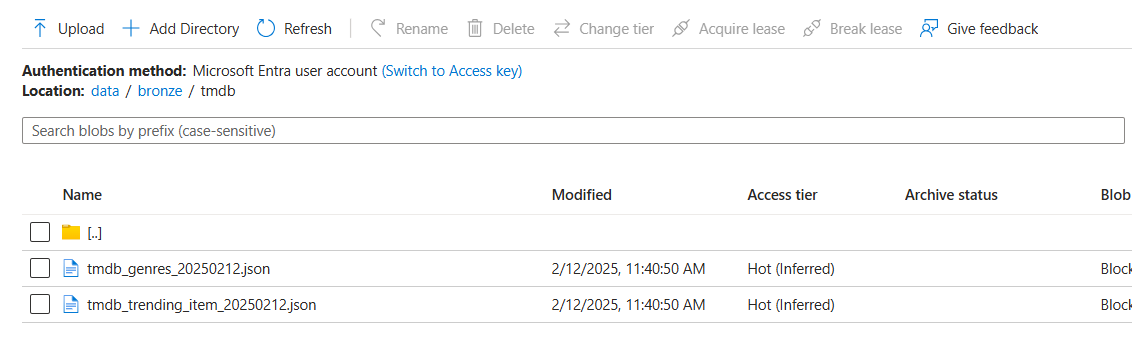 Upload Add Directory Refresh Rename Delete Change tier Acquire lease Break lease Give feedback
Authentication method: Microsoft Entra user account (Switch to Access key)
Location: data / bronze / tmdb
Search blobs by prefix (case-sensitive)
Name Modified Access tier Archive status Blob
[..]
tmdb_genres_20250212.json 2/12/2025, 11:40:50 AM Hot (Inferred) Block
tmdb_trending_item_20250212.json 2/12/2025, 11:40:50 AM Hot (Inferred) Block